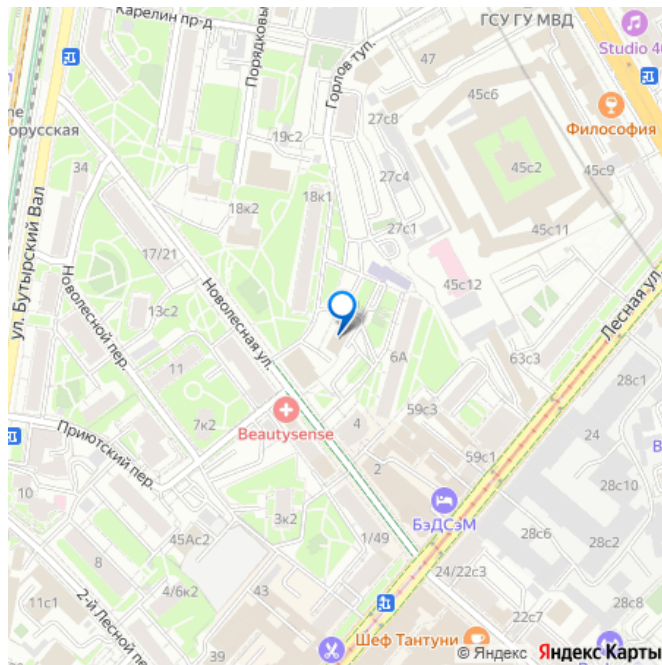 Карелин пр-д
ГСУ ГУ МВД
Studio 4
47
45с6
Порядковы
Горлов туп.
27с8
Философия
орусская
19с2
45с2
45с9
34
27с4
18к2
18к1
27с1
45с11
17/21
45с12
ул. Бутырский Вал
Новолесной пер.
13с2
Новолесная ул.
Лесная ул.
11
6А
63с3
28с1
7к2
Beautysense
4
59с3
24
Приютский пер.
59с1
2
28с10
10
БэДСэМ
3к2
45Ас2
1/49
28с6
28с2
8
43
24/22с3
4/6к2
11с1
2-й Лесной пер.
22с7
28с8
39
Шеф Тантуни
© Яндекс Яндекс Карты